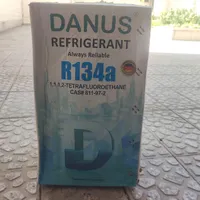 DANUS
REFRIGERANT
Always Reliable
R134a
1,1,1,2-TETRAFLUOROETHANE
CAS# 811-97-2
D